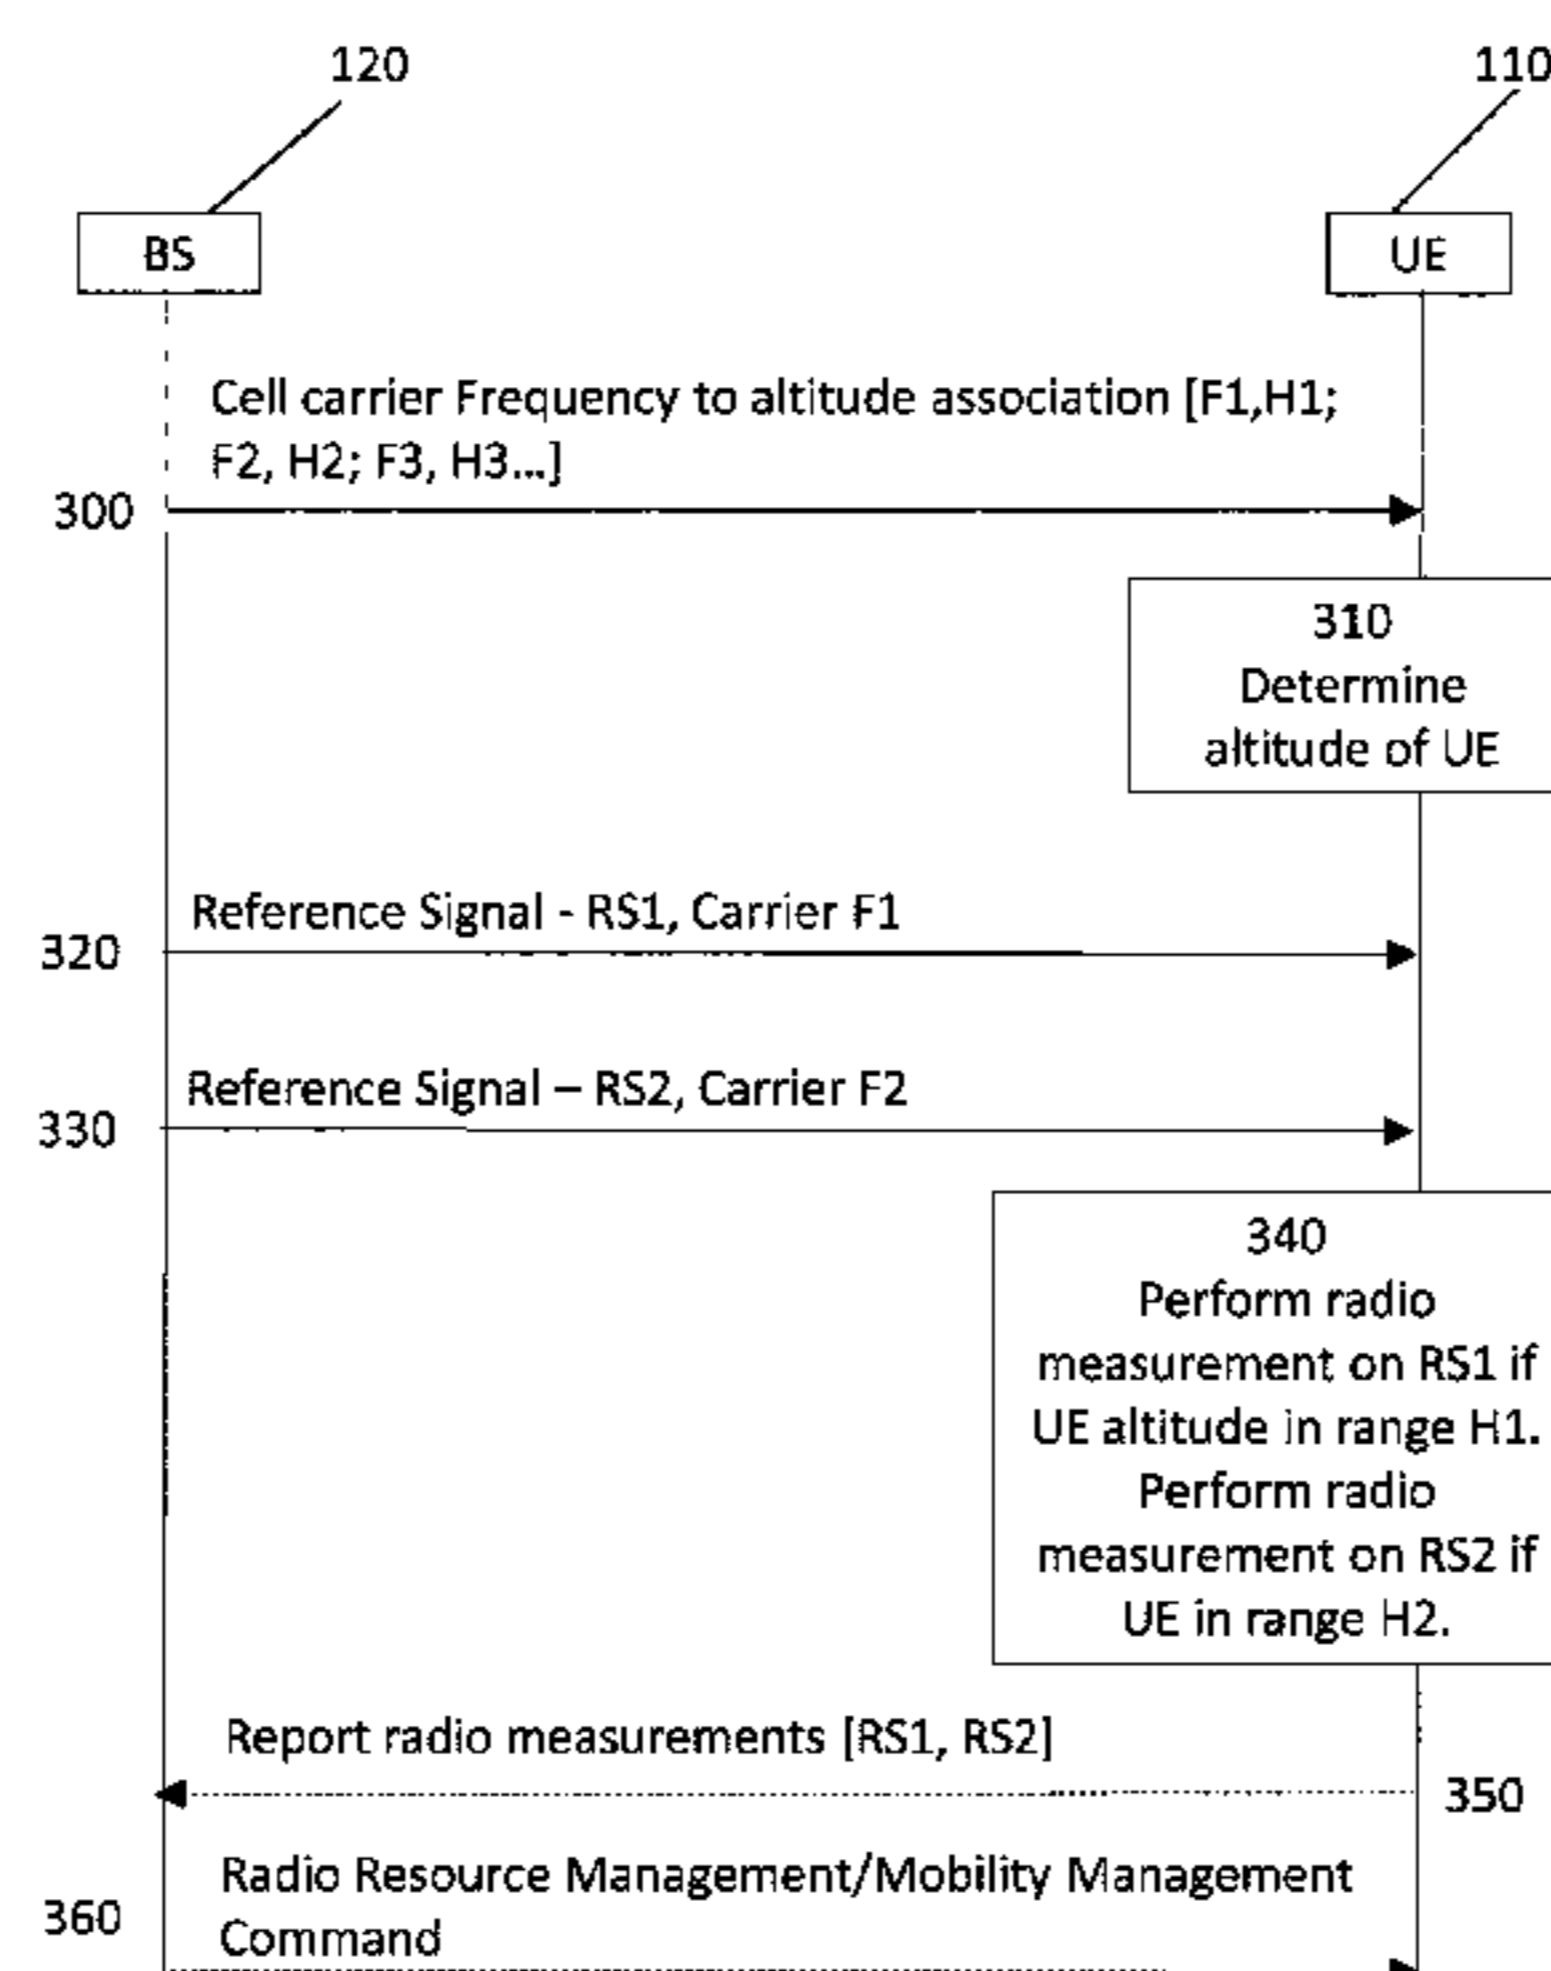 120
110
BS
UE
Cell carrier Frequency to altitude association [F1,H1;
F2, H2; F3, H3...]
300
310
Determine
altitude of UE
Reference Signal - RS1, Carrier F1
320
Reference Signal – RS2, Carrier F2
330
340
Perform radio
measurement on RS1 if
UE altitude in range H1.
Perform radio
measurement on RS2 if
UE in range H2.
Report radio measurements [RS1, RS2]
350
Radio Resource Management/Mobility Management
360
Command